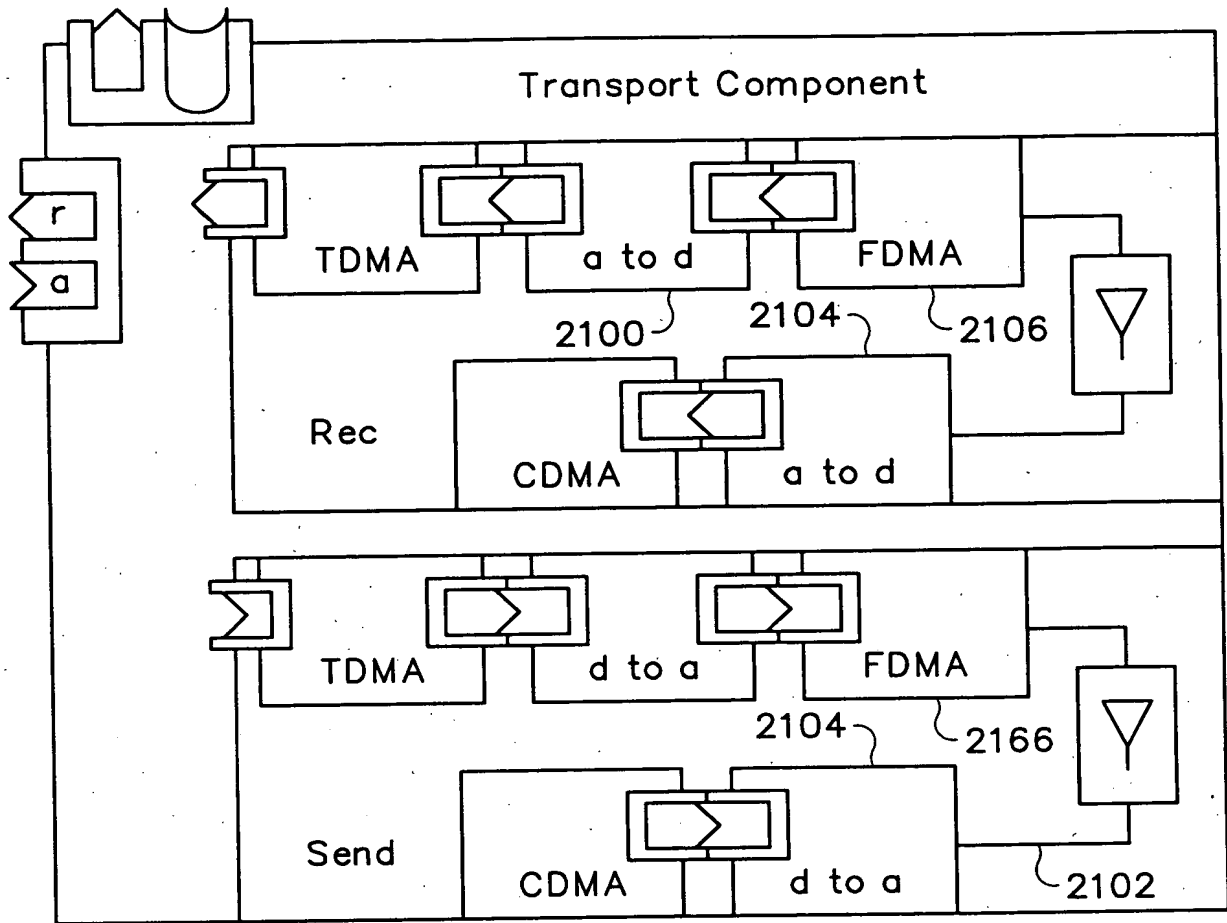 Transport Component
r
a
TDMA
a to d
FDMA
2100
2104
2106
Rec
CDMA
a to d
TDMA
d to a
FDMA
2104
2166
Send
CDMA
d to a
2102